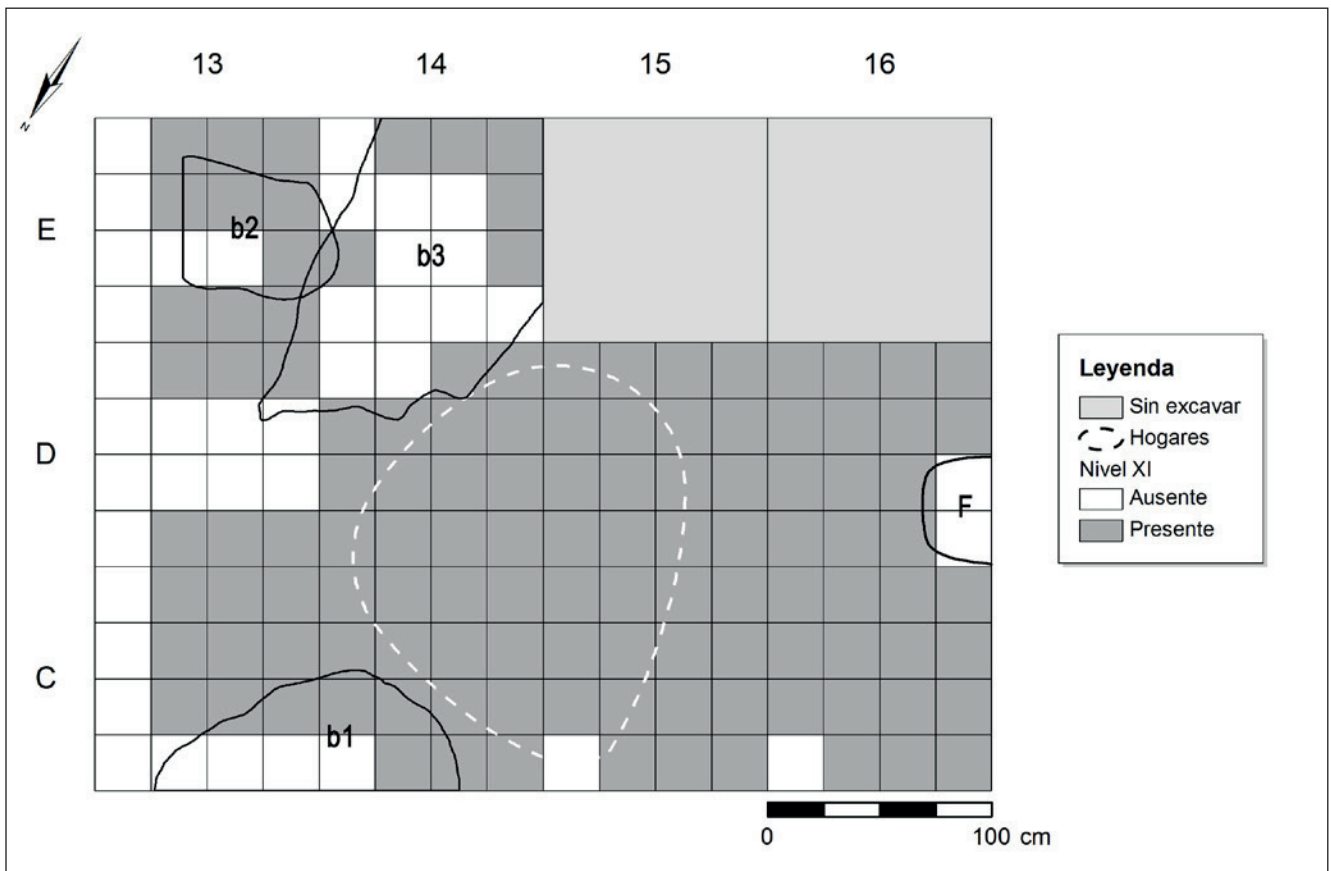 13 14 15 16
N
E
b2
b3
Leyenda
Sin excavar
Hogares
Nivel XI
Ausente
Presente
D
F
C
b1
0 100 cm